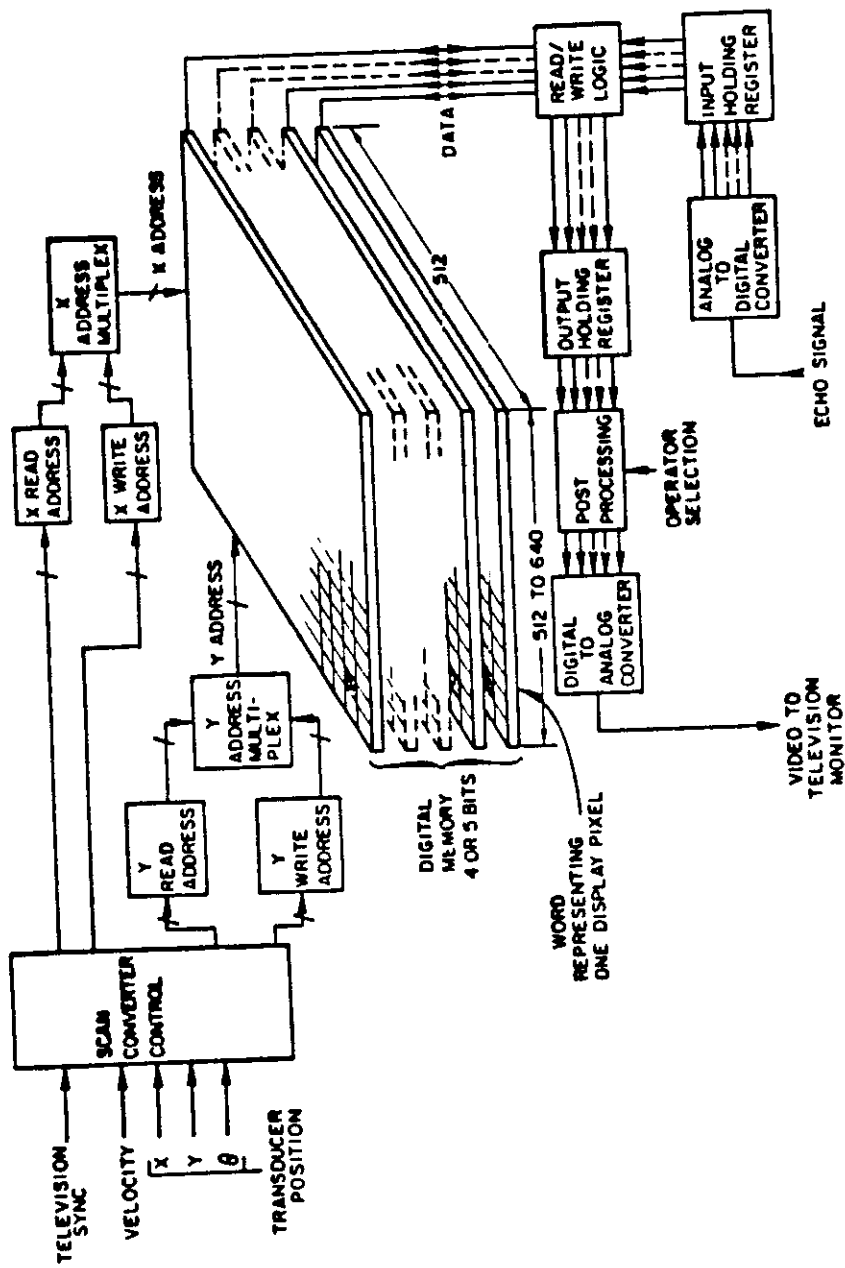 TELEVISION
SYNC
VELOCITY
X
Y
θ
TRANSDUCER
POSITION
SCAN
CONVERTER
CONTROL
X READ
ADDRESS
X WRITE
ADDRESS
X
ADDRESS
MULTIPLEX
X ADDRESS
Y
READ
ADDRESS
Y
WRITE
ADDRESS
Y
ADDRESS
MULTI-
PLEX
Y ADDRESS
DIGITAL
MEMORY
4 OR 5 BITS
WORD
REPRESENTING
ONE DISPLAY PIXEL
512 TO 640
512
DATA
READ/
WRITE
LOGIC
INPUT
HOLDING
REGISTER
ANALOG
TO
DIGITAL
CONVERTER
ECHO SIGNAL
OUTPUT
HOLDING
REGISTER
POST
PROCESSING
OPERATOR
SELECTION
DIGITAL
TO
ANALOG
CONVERTER
VIDEO TO
TELEVISION
MONITOR